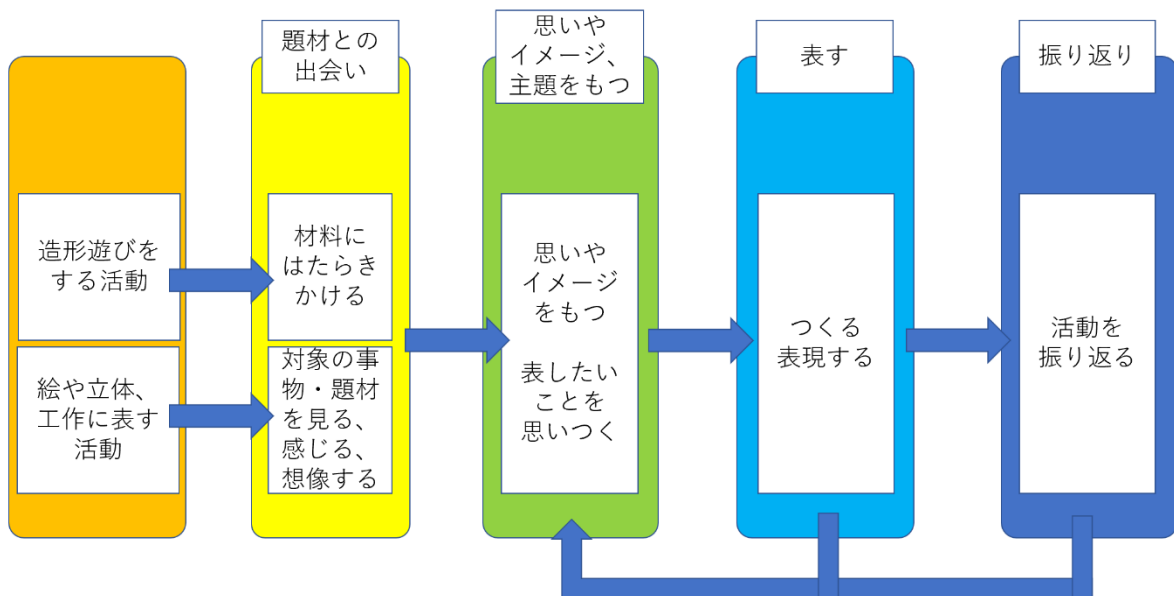 題材との
出会い
思いや
イメージ、
主題をもつ
表す
振り返り
造形遊びを
する活動
材料に
はたらき
かける
絵や立体、
工作に表す
活動
対象の事
物・題材
を見る、
感じる、
想像する
思いや
イメージ
をもつ
表したい
ことを
思いつく
つくる
表現する
活動を
振り返る